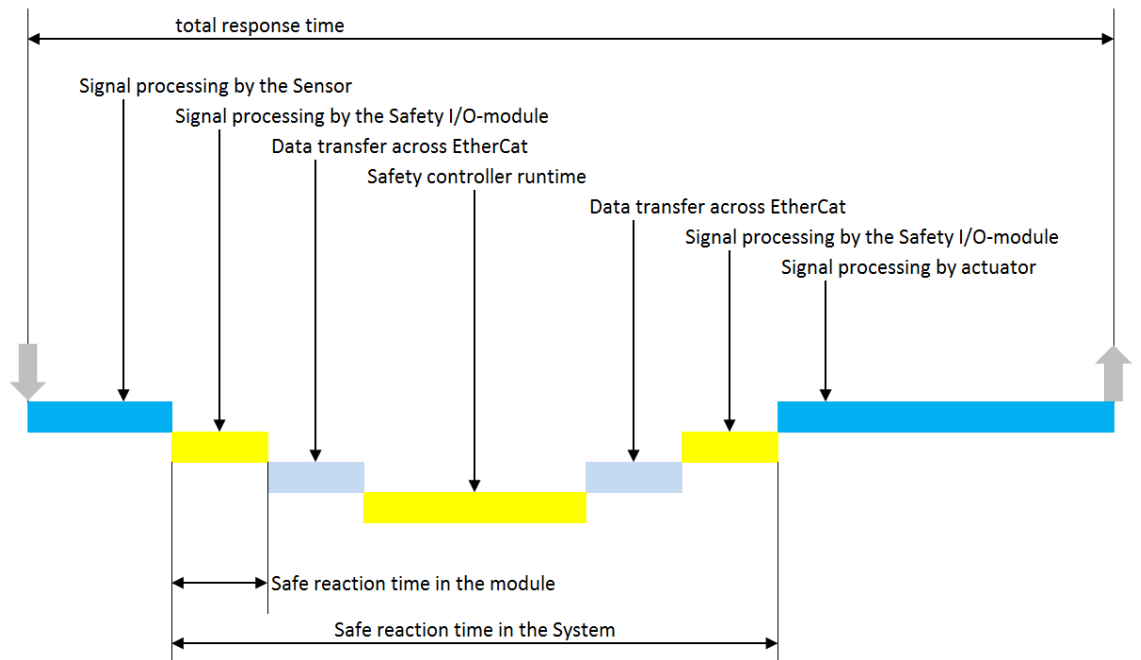 total response time
Signal processing by the Sensor
Signal processing by the Safety I/O-module
Data transfer across EtherCat
Safety controller runtime
Data transfer across EtherCat
Signal processing by the Safety I/O-module
Signal processing by actuator
Safe reaction time in the module
Safe reaction time in the System